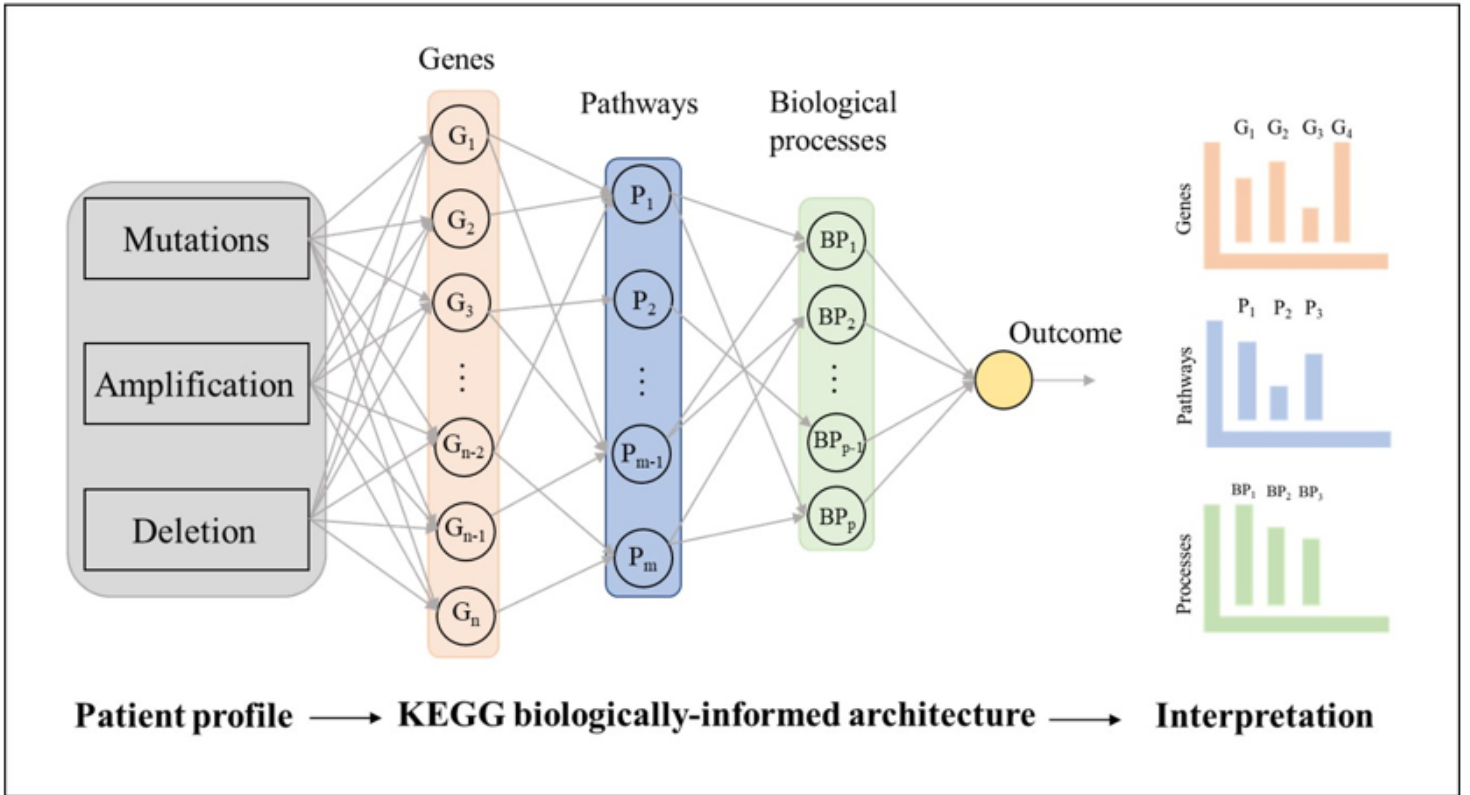 Genes
Pathways
Biological
processes
Mutations
Amplification
Deletion
G1
G2
G3
⋮
Gn-2
Gn-1
Gn
P1
P2
⋮
Pm-1
Pm
BP1
BP2
⋮
BPp-1
BPp
Outcome
G1 G2 G3 G4
Genes
P1 P2 P3
Pathways
BP1 BP2 BP3
Processes
Patient profile → KEGG biologically-informed architecture → Interpretation